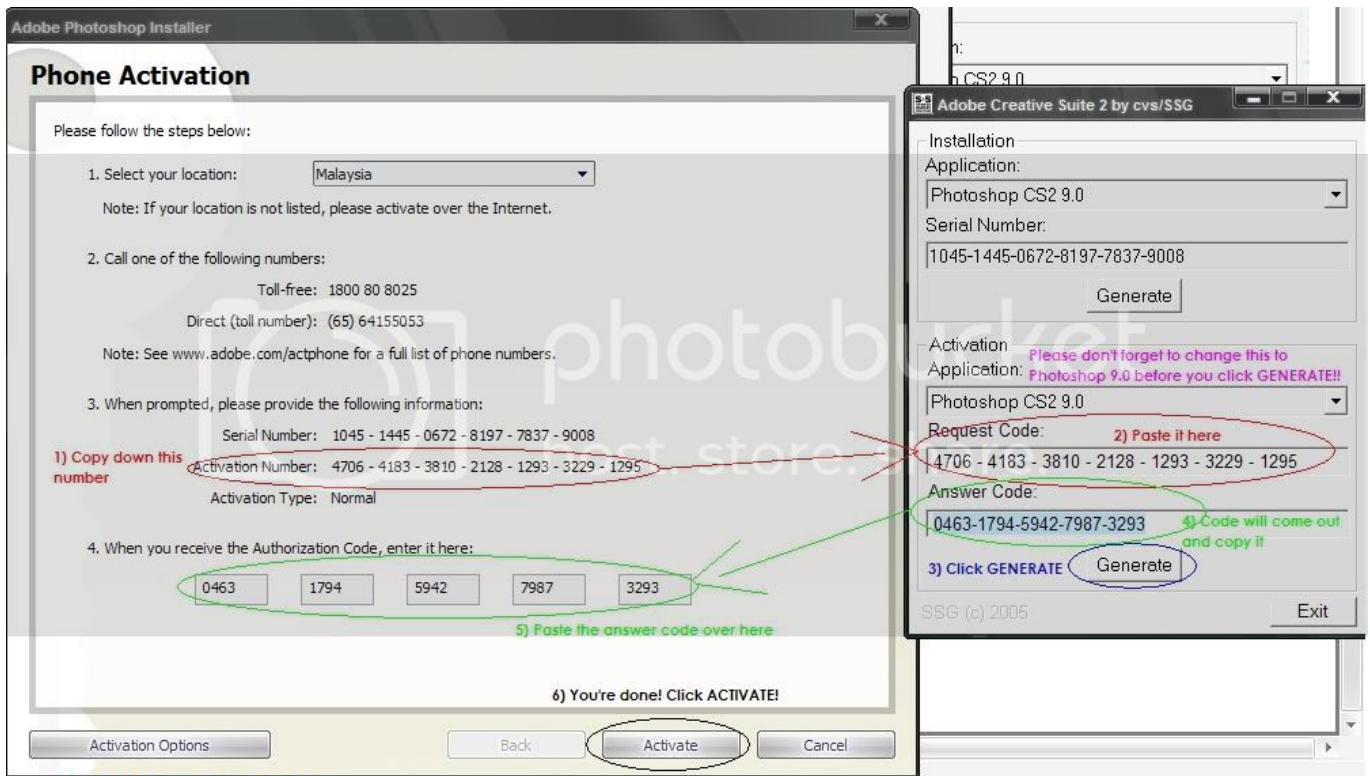 Adobe Photoshop Installer
Phone Activation
Please follow the steps below:
1. Select your location: Malaysia
Note: If your location is not listed, please activate over the Internet.
2. Call one of the following numbers:
Toll-free: 1800 80 8025
Direct (toll number): (65) 64155053
Note: See www.adobe.com/actphone for a full list of phone numbers.
3. When prompted, please provide the following information:
Serial Number: 1045 - 1445 - 0672 - 8197 - 7837 - 9008
1) Copy down this
number
Activation Number: 4706 - 4183 - 3810 - 2128 - 1293 - 3229 - 1295
Activation Type: Normal
4. When you receive the Authorization Code, enter it here:
0463 1794 5942 7987 3293
5) Paste the answer code over here
6) You're done! Click ACTIVATE!
Activation Options Back Activate Cancel
n:
CS2 9.0
Adobe Creative Suite 2 by cvs/SSG
Installation
Application:
Photoshop CS2 9.0
Serial Number:
1045-1445-0672-8197-7837-9008
Generate
Activation
Please don't forget to change this to
Application: Photoshop 9.0 before you click GENERATE!!
Photoshop CS2 9.0
Request Code: 2) Paste it here
4706 - 4183 - 3810 - 2128 - 1293 - 3229 - 1295
Answer Code:
0463-1794-5942-7987-3293 4) Code will come out
and copy it
3) Click GENERATE Generate
SSG (c) 2005 Exit
photobucket
host. store. share.